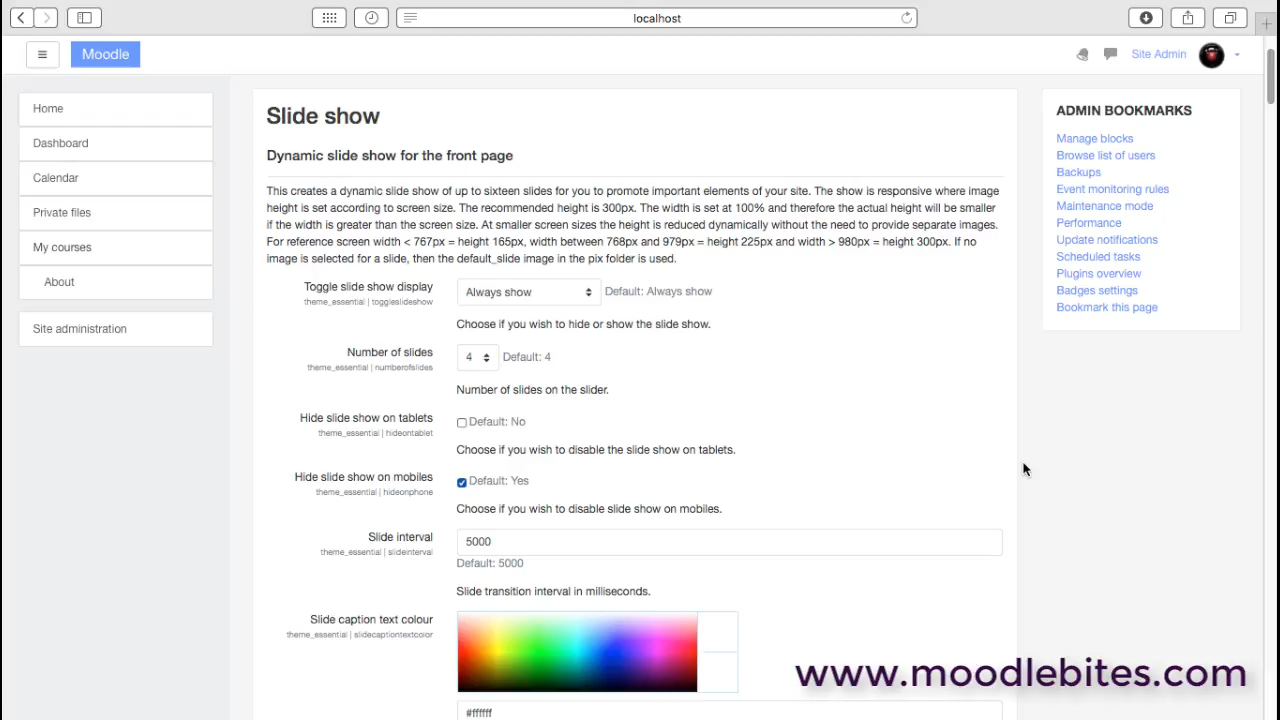 localhost
Moodle
Site Admin
Home
Dashboard
Calendar
Private files
My courses
About
Site administration
Slide show
Dynamic slide show for the front page
This creates a dynamic slide show of up to sixteen slides for you to promote important elements of your site. The show is responsive where image
height is set according to screen size. The recommended height is 300px. The width is set at 100% and therefore the actual height will be smaller
if the width is greater than the screen size. At smaller screen sizes the height is reduced dynamically without the need to provide separate images.
For reference screen width < 767px = height 165px, width between 768px and 979px = height 225px and width > 980px = height 300px. If no
image is selected for a slide, then the default_slide image in the pix folder is used.
Toggle slide show display
theme_essential | toggleslideshow
Always show
Default: Always show
Choose if you wish to hide or show the slide show.
Number of slides
theme_essential | numberofslides
4
Default: 4
Number of slides on the slider.
Hide slide show on tablets
theme_essential | hideontablet
Default: No
Choose if you wish to disable the slide show on tablets.
Hide slide show on mobiles
theme_essential | hideonphone
Default: Yes
Choose if you wish to disable slide show on mobiles.
Slide interval
theme_essential | slideinterval
5000
Default: 5000
Slide transition interval in milliseconds.
Slide caption text colour
theme_essential | slidecaptiontextcolor
#ffffff
ADMIN BOOKMARKS
Manage blocks
Browse list of users
Backups
Event monitoring rules
Maintenance mode
Performance
Update notifications
Scheduled tasks
Plugins overview
Badges settings
Bookmark this page
www.moodlebites.com